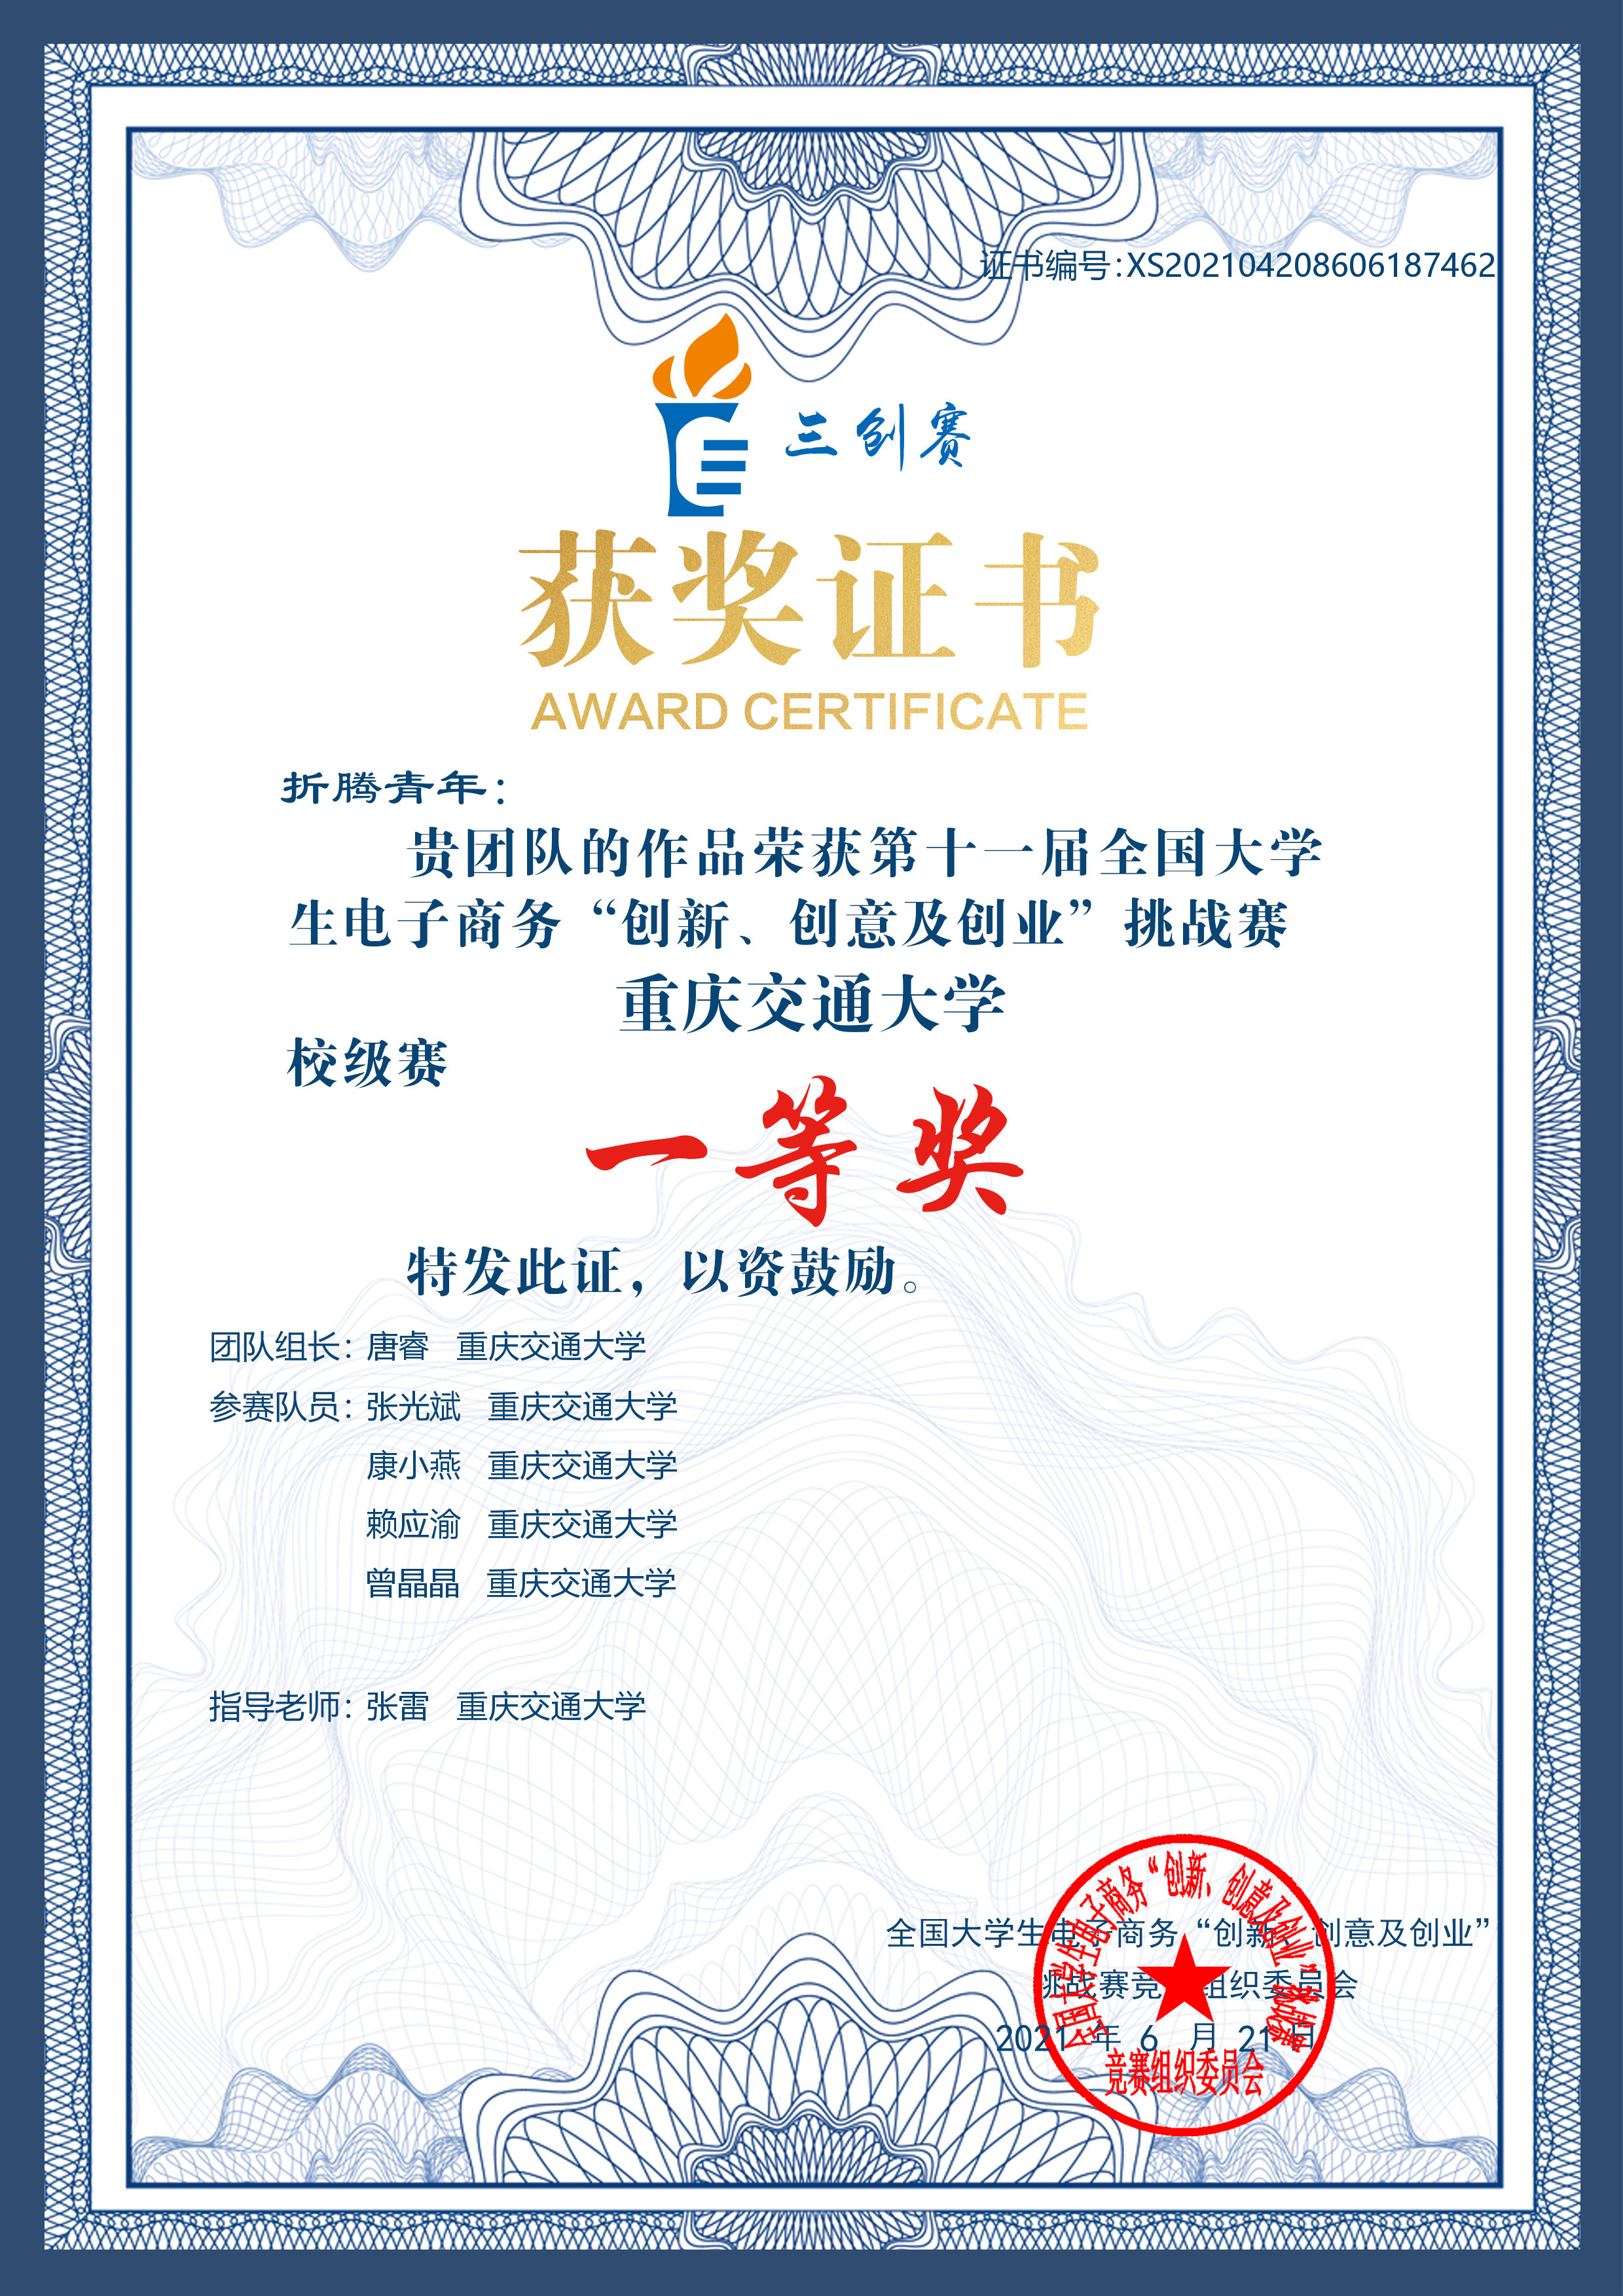 证书编号：XS202104208606187462
三创赛
获奖证书
AWARD CERTIFICATE
折腾青年：
贵团队的作品荣获第十一届全国大学
生电子商务“创新、创意及创业”挑战赛
重庆交通大学
校级赛
一等奖
特发此证，以资鼓励。
团队组长：唐睿 重庆交通大学
参赛队员：张光斌 重庆交通大学
康小燕 重庆交通大学
赖应渝 重庆交通大学
曾晶晶 重庆交通大学
指导老师：张雷 重庆交通大学
全国大学生电子商务“创新、创意及创业”
挑战赛竞赛组织委员会
2021 年 6 月 21 日
全国大学生电子商务“创新、创意及创业”挑战赛
竞赛组织委员会